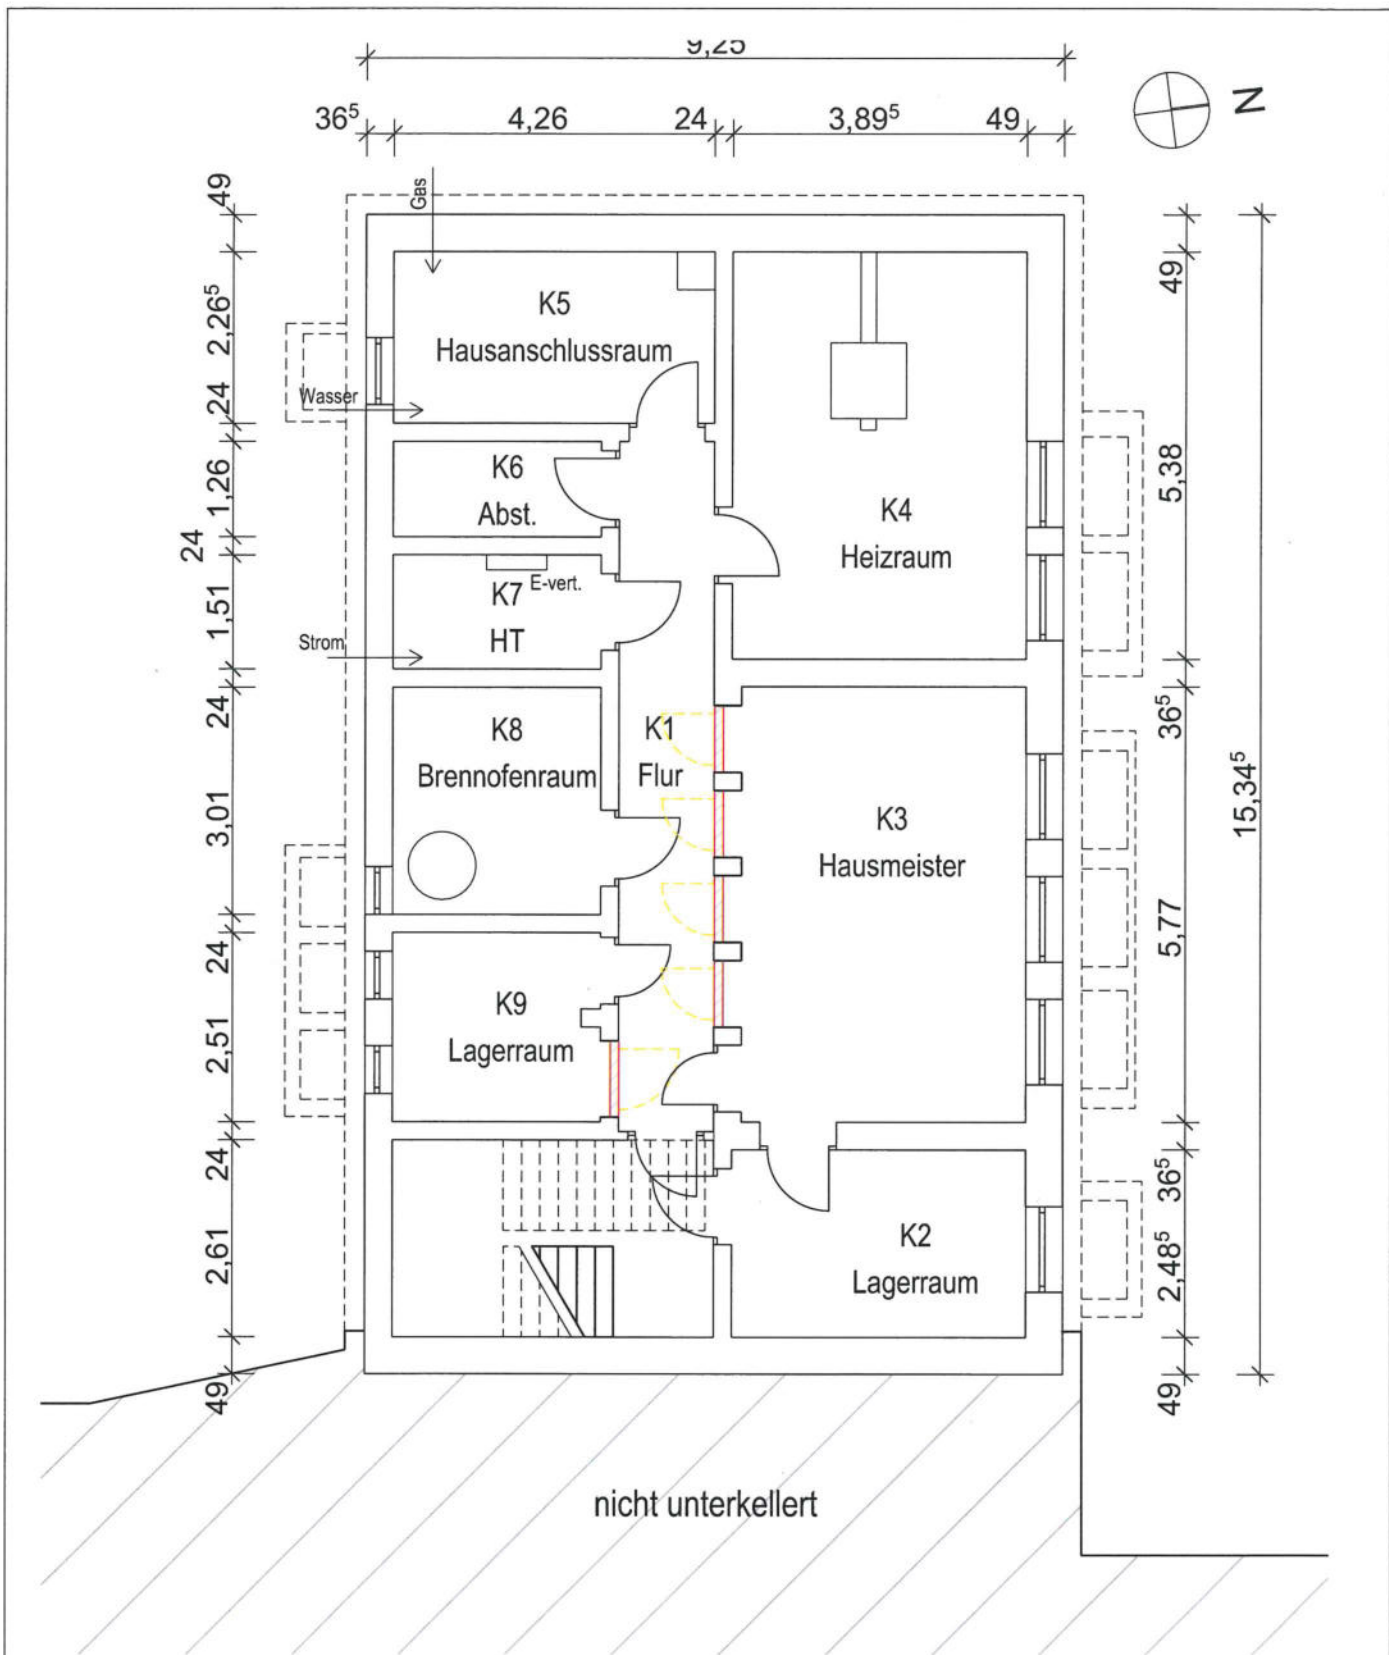 9,25
N
36⁵ 4,26 24 3,89⁵ 49
49
2,26⁵
24
1,26
24
1,51
24
3,01
24
2,51
24
2,61
49
Gas
K5
Hausanschlussraum
Wasser
K6
Abst.
K4
Heizraum
E-vert.
K7
HT
Strom
K8
Brennofenraum
K1
Flur
K3
Hausmeister
K9
Lagerraum
K2
Lagerraum
49
5,38
36⁵
5,77
36⁵
2,48⁵
49
15,34⁵
nicht unterkellert